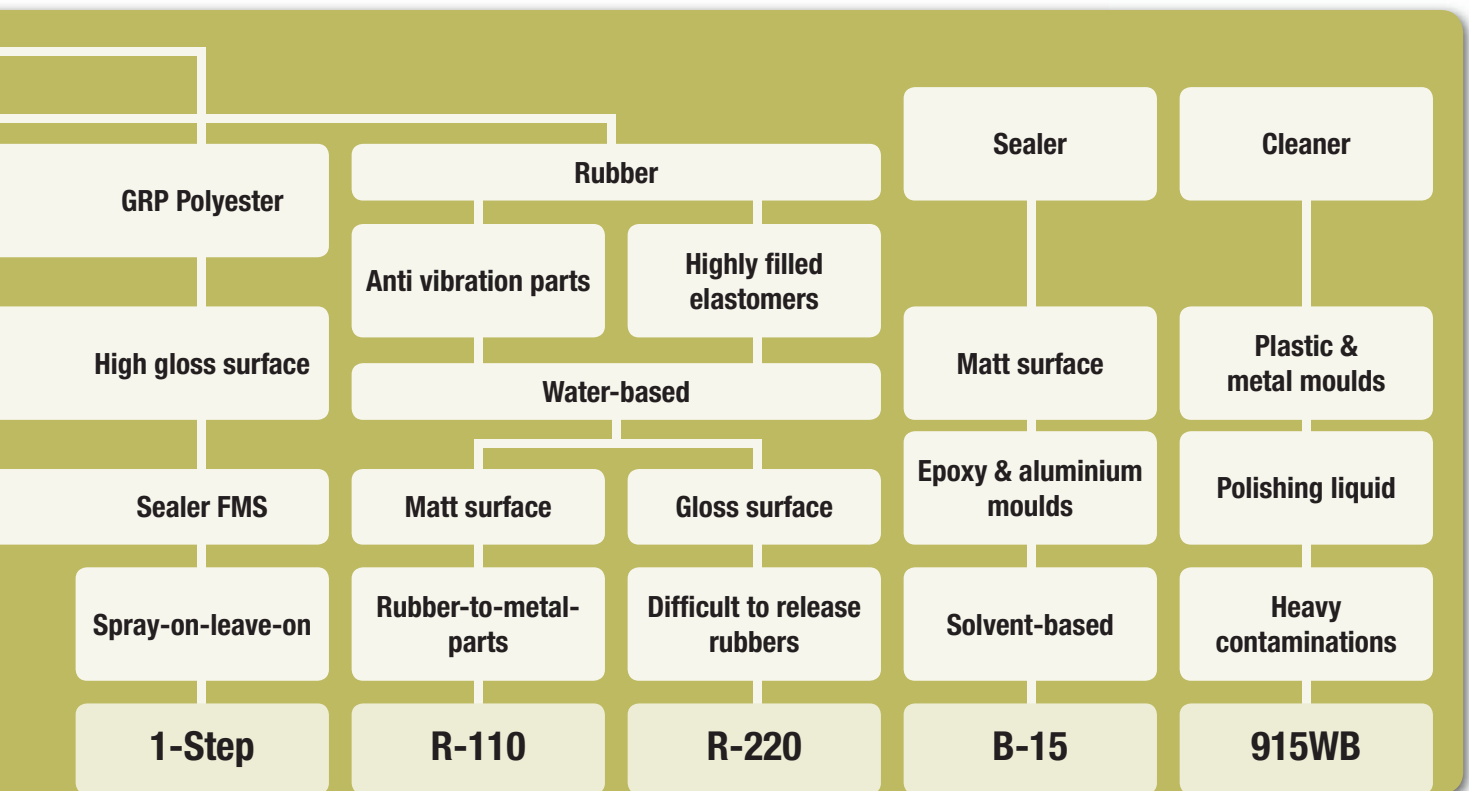 GRP Polyester
High gloss surface
Sealer FMS
Spray-on-leave-on
1-Step
Rubber
Anti vibration parts
Highly filled
elastomers
Water-based
Matt surface
Gloss surface
Rubber-to-metal-
parts
Difficult to release
rubbers
R-110
R-220
Sealer
Matt surface
Epoxy & aluminium
moulds
Solvent-based
B-15
Cleaner
Plastic &
metal moulds
Polishing liquid
Heavy
contaminations
915WB